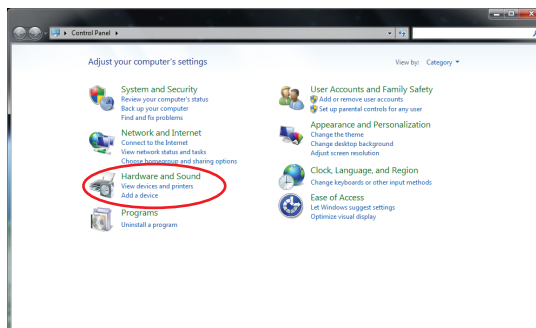 Control Panel
Adjust your computer's settings
View by: Category
System and Security
Review your computer's status
Back up your computer
Find and fix problems
Network and Internet
Connect to the Internet
View network status and tasks
Choose homegroup and sharing options
Hardware and Sound
View devices and printers
Add a device
Programs
Uninstall a program
User Accounts and Family Safety
Add or remove user accounts
Set up parental controls for any user
Appearance and Personalization
Change the theme
Change desktop background
Adjust screen resolution
Clock, Language, and Region
Change keyboards or other input methods
Ease of Access
Let Windows suggest settings
Optimize visual display